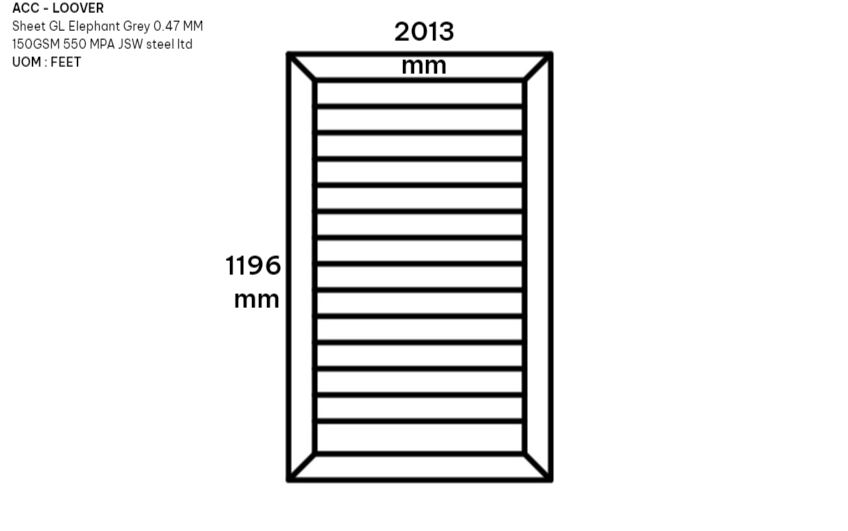 ACC - LOOVER
Sheet GL Elephant Grey 0.47 MM
150GSM 550 MPA JSW steel ltd
UOM : FEET
2013
mm
1196
mm